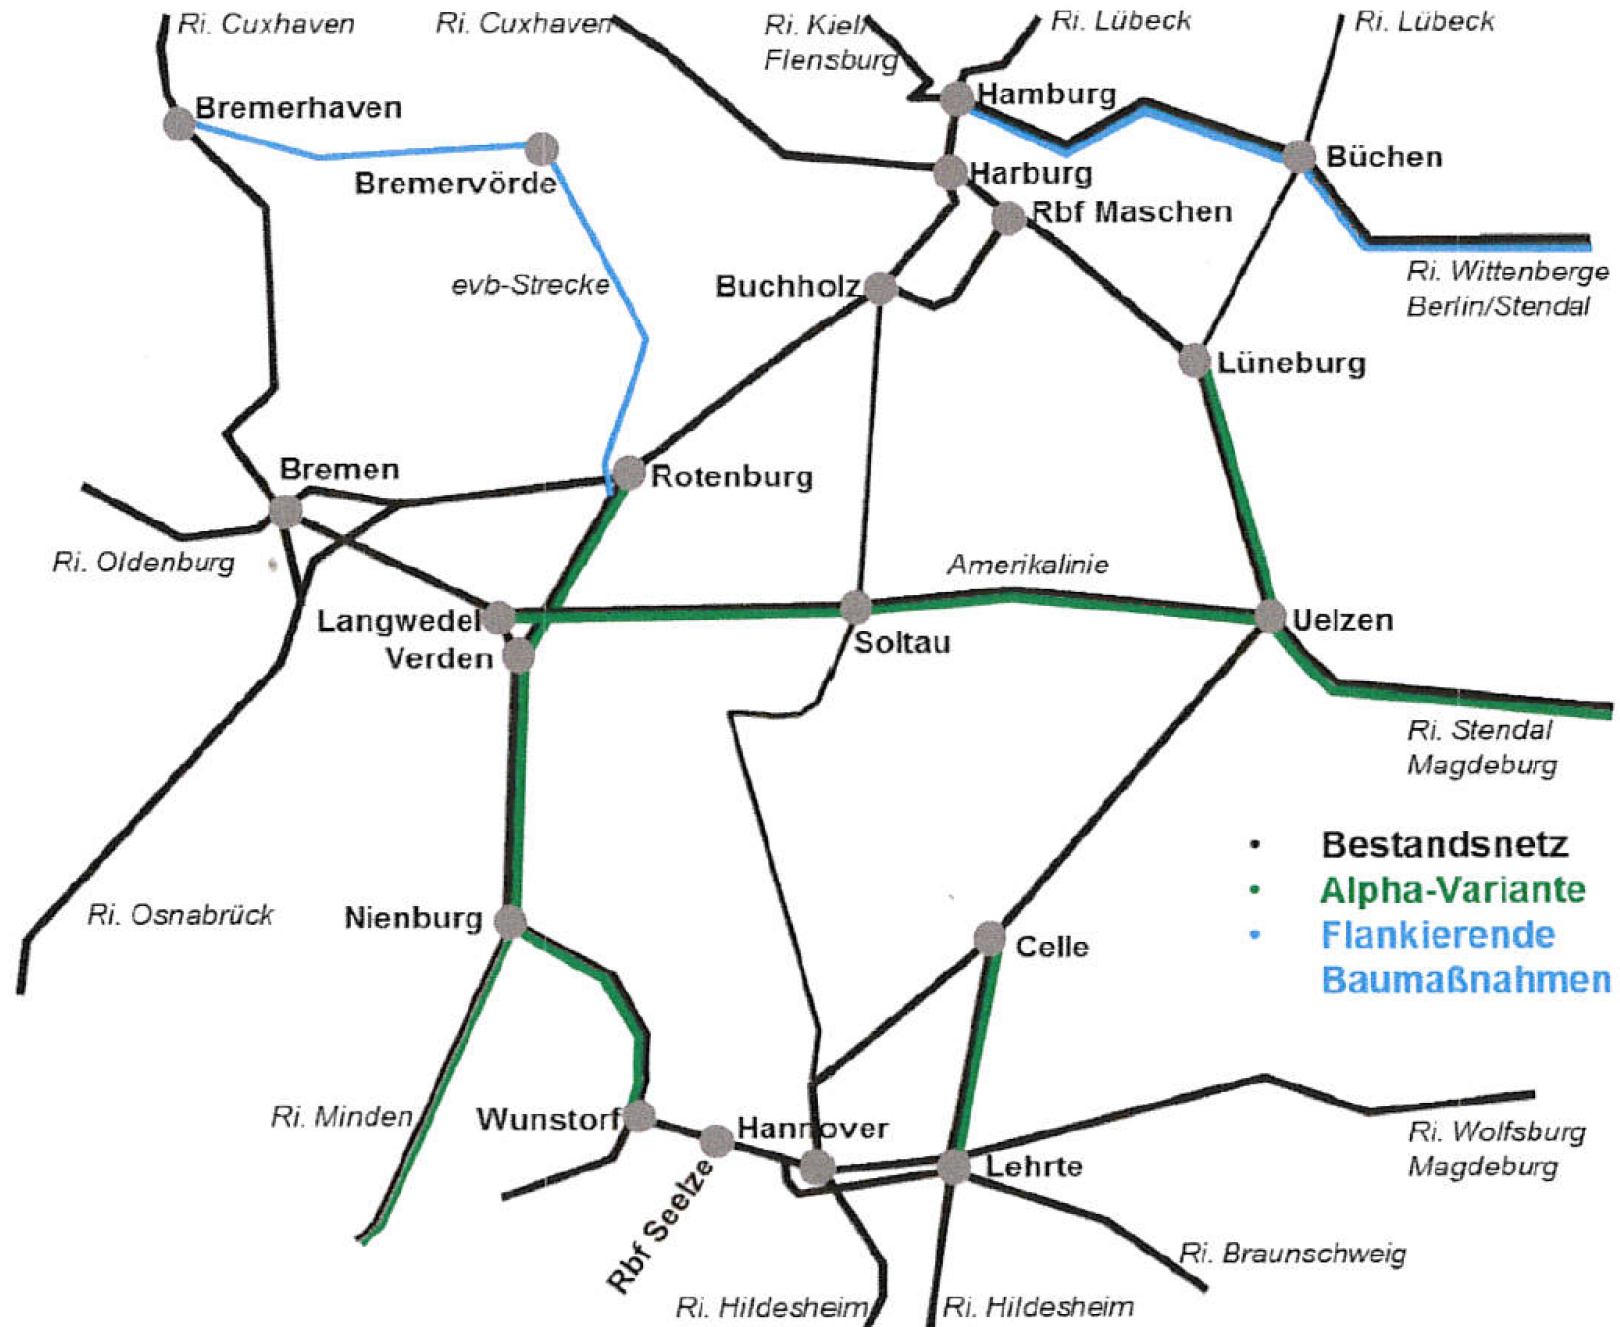 Ri. Cuxhaven
Ri. Cuxhaven
Ri. Kiel/
Flensburg
Ri. Lübeck
Ri. Lübeck
Bremerhaven
Hamburg
Bremervörde
Büchen
Harburg
Rbf Maschen
Ri. Wittenberge
Berlin/Stendal
evb-Strecke
Buchholz
Lüneburg
Bremen
Rotenburg
Ri. Oldenburg
Amerikalinie
Langwedel
Verden
Soltau
Uelzen
Ri. Stendal
Magdeburg
Bestandsnetz
Alpha-Variante
Flankierende
Baumaßnahmen
Ri. Osnabrück
Nienburg
Celle
Ri. Minden
Wunstorf
Hannover
Rbf Seelze
Lehrte
Ri. Wolfsburg
Magdeburg
Ri. Braunschweig
Ri. Hildesheim
Ri. Hildesheim